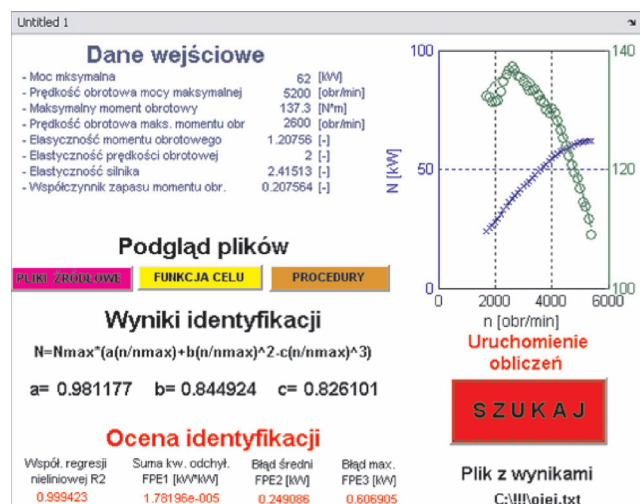 Untitled 1
Dane wejściowe
- Moc mksymalna 62 [kW]
- Prędkość obrotowa mocy maksymalnej 5200 [obr/min]
- Maksymalny moment obrotowy 137.3 [N*m]
- Prędkość obrotowa maks. momentu obr 2600 [obr/min]
- Elasyczność momentu obrotowego 1.20756 [-]
- Elastyczność prędkości obrotowej 2 [-]
- Elastyczność silnika 2.41513 [-]
- Współczynnik zapasu momentu obr. 0.207564 [-]
100
50
0
N [kW]
140
120
100
0 2000 4000 6000
n [obr/min]
Podgląd plików
PLIKI ŹRÓDŁOWE FUNKCJA CELU PROCEDURY
Wyniki identyfikacji
N=Nmax*(a(n/nmax)+b(n/nmax)^2-c(n/nmax)^3)
a= 0.981177 b= 0.844924 c= 0.826101
Uruchomienie
obliczeń
SZUKAJ
Ocena identyfikacji
Współ. regresji Suma kw. odchył. Błąd średni Błąd max.
nieliniowej R2 FPE1 [kW*kW] FPE2 [kW] FPE3 [kW]
0.999423 1.78196e-005 0.249086 0.606905
Plik z wynikami
C:\!!!\ojej.txt